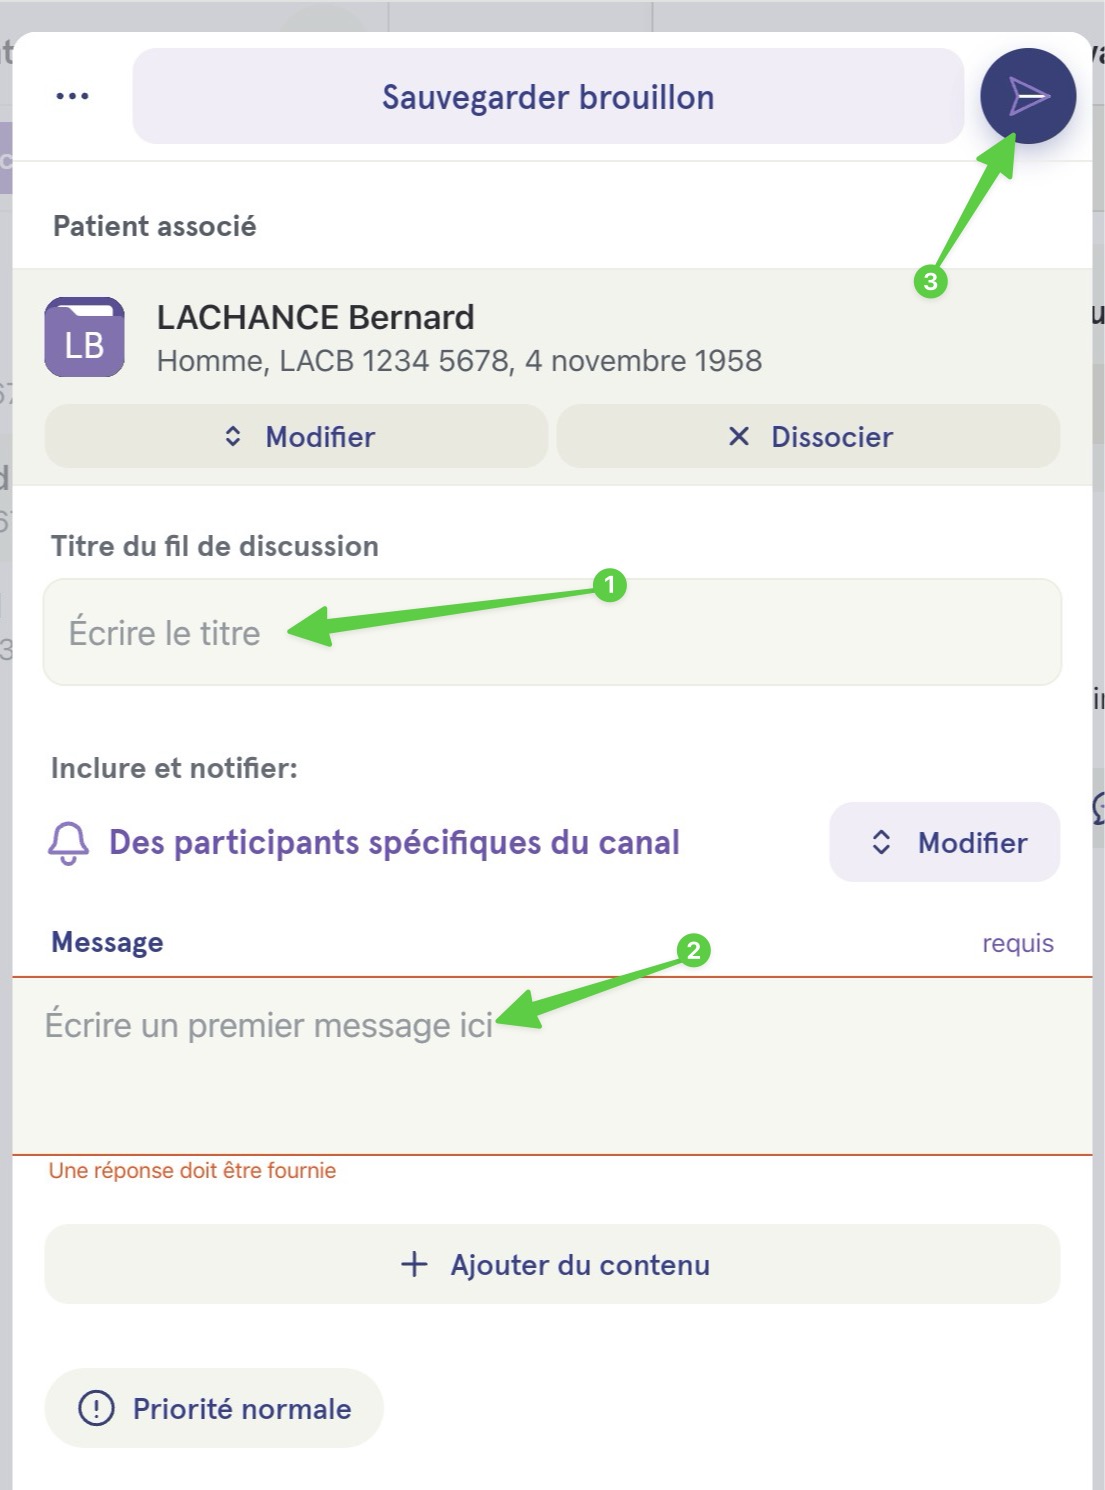 Sauvegarder brouillon
3
Patient associé
LB
LACHANCE Bernard
Homme, LACB 1234 5678, 4 novembre 1958
Modifier
Dissocier
Titre du fil de discussion
1
Écrire le titre
Inclure et notifier:
Des participants spécifiques du canal
Modifier
Message
requis
2
Écrire un premier message ici
Une réponse doit être fournie
Ajouter du contenu
Priorité normale